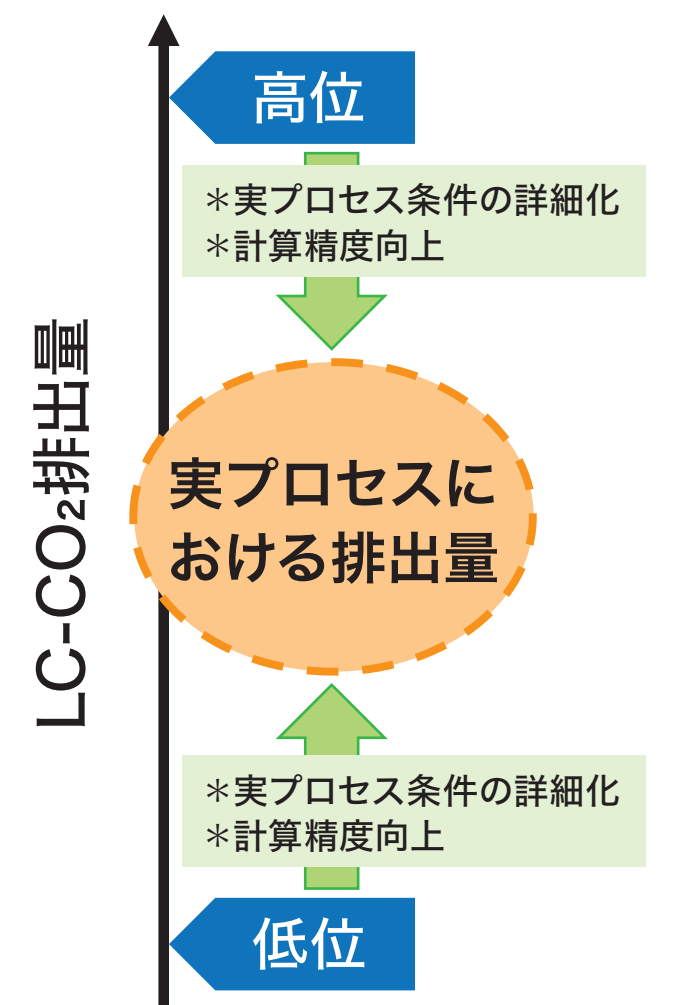 高位
＊実プロセス条件の詳細化
＊計算精度向上
LC-CO₂排出量
実プロセスに
おける排出量
＊実プロセス条件の詳細化
＊計算精度向上
低位